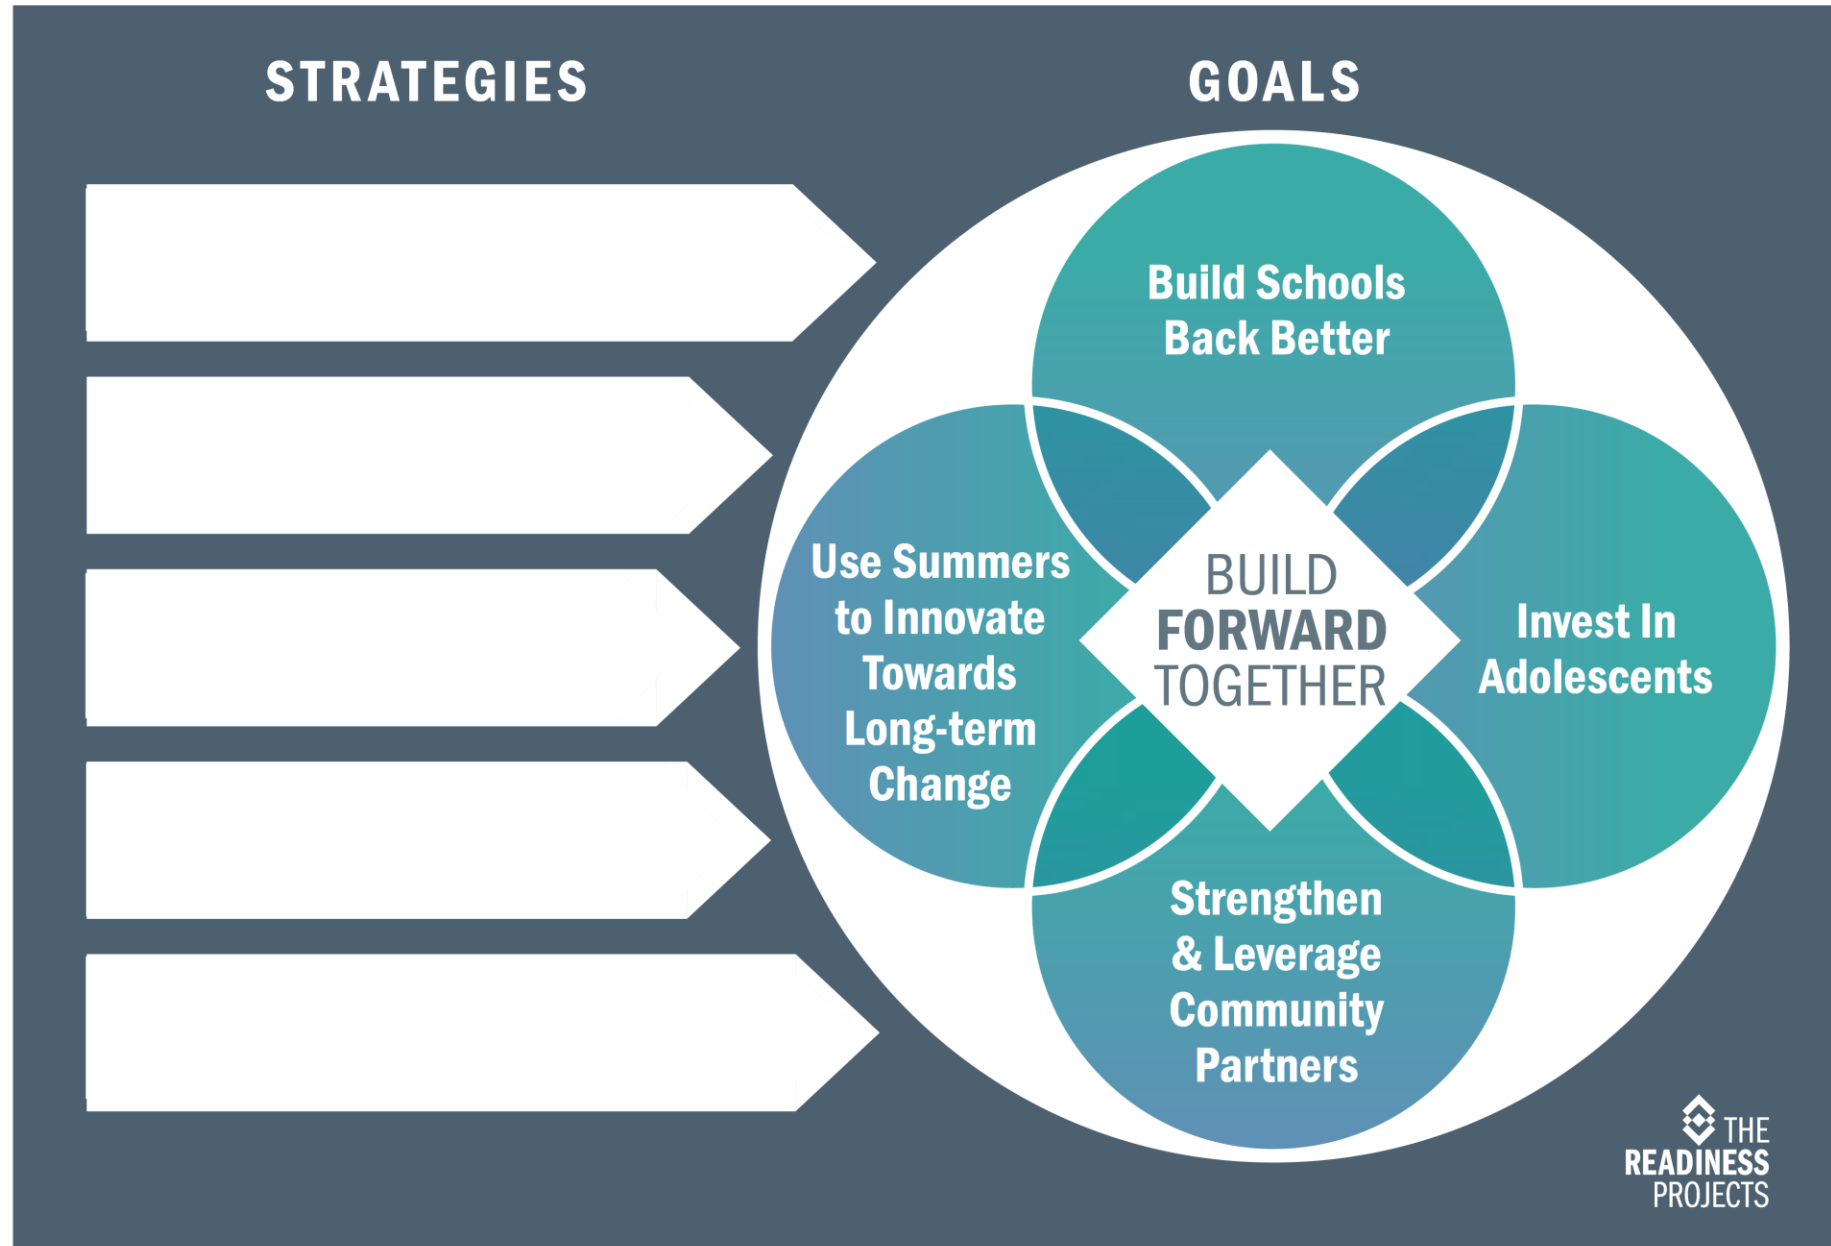 STRATEGIES
GOALS
Build Schools
Back Better
Use Summers
to Innovate
Towards
Long-term
Change
BUILD
FORWARD
TOGETHER
Invest In
Adolescents
Strengthen
& Leverage
Community
Partners
THE
READINESS
PROJECTS